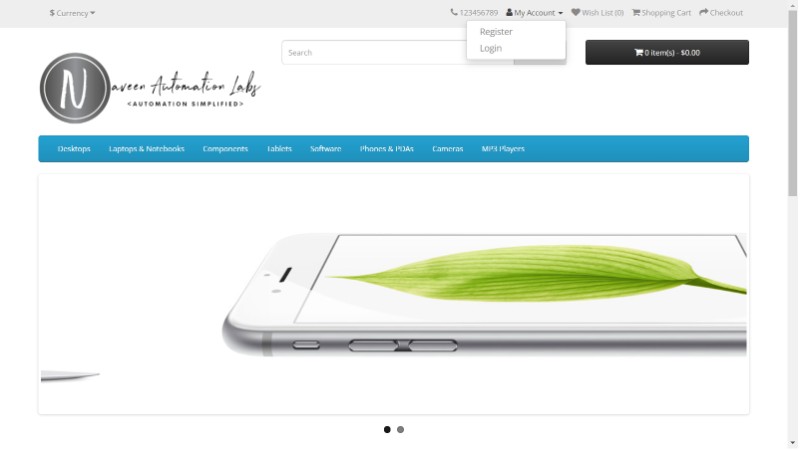 $ Currency
123456789 My Account Wish List (0) Shopping Cart Checkout
Register
Login
Search
0 item(s) - $0.00
N aveen Automation Labs
<AUTOMATION SIMPLIFIED>
Desktops Laptops & Notebooks Components Tablets Software Phones & PDAs Cameras MP3 Players